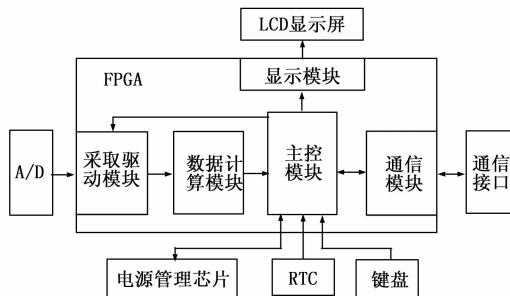 LCD显示屏
FPGA
显示模块
A/D
采取驱
动模块
数据计
算模块
主控
模块
通信
模块
通信
接口
电源管理芯片
RTC
键盘